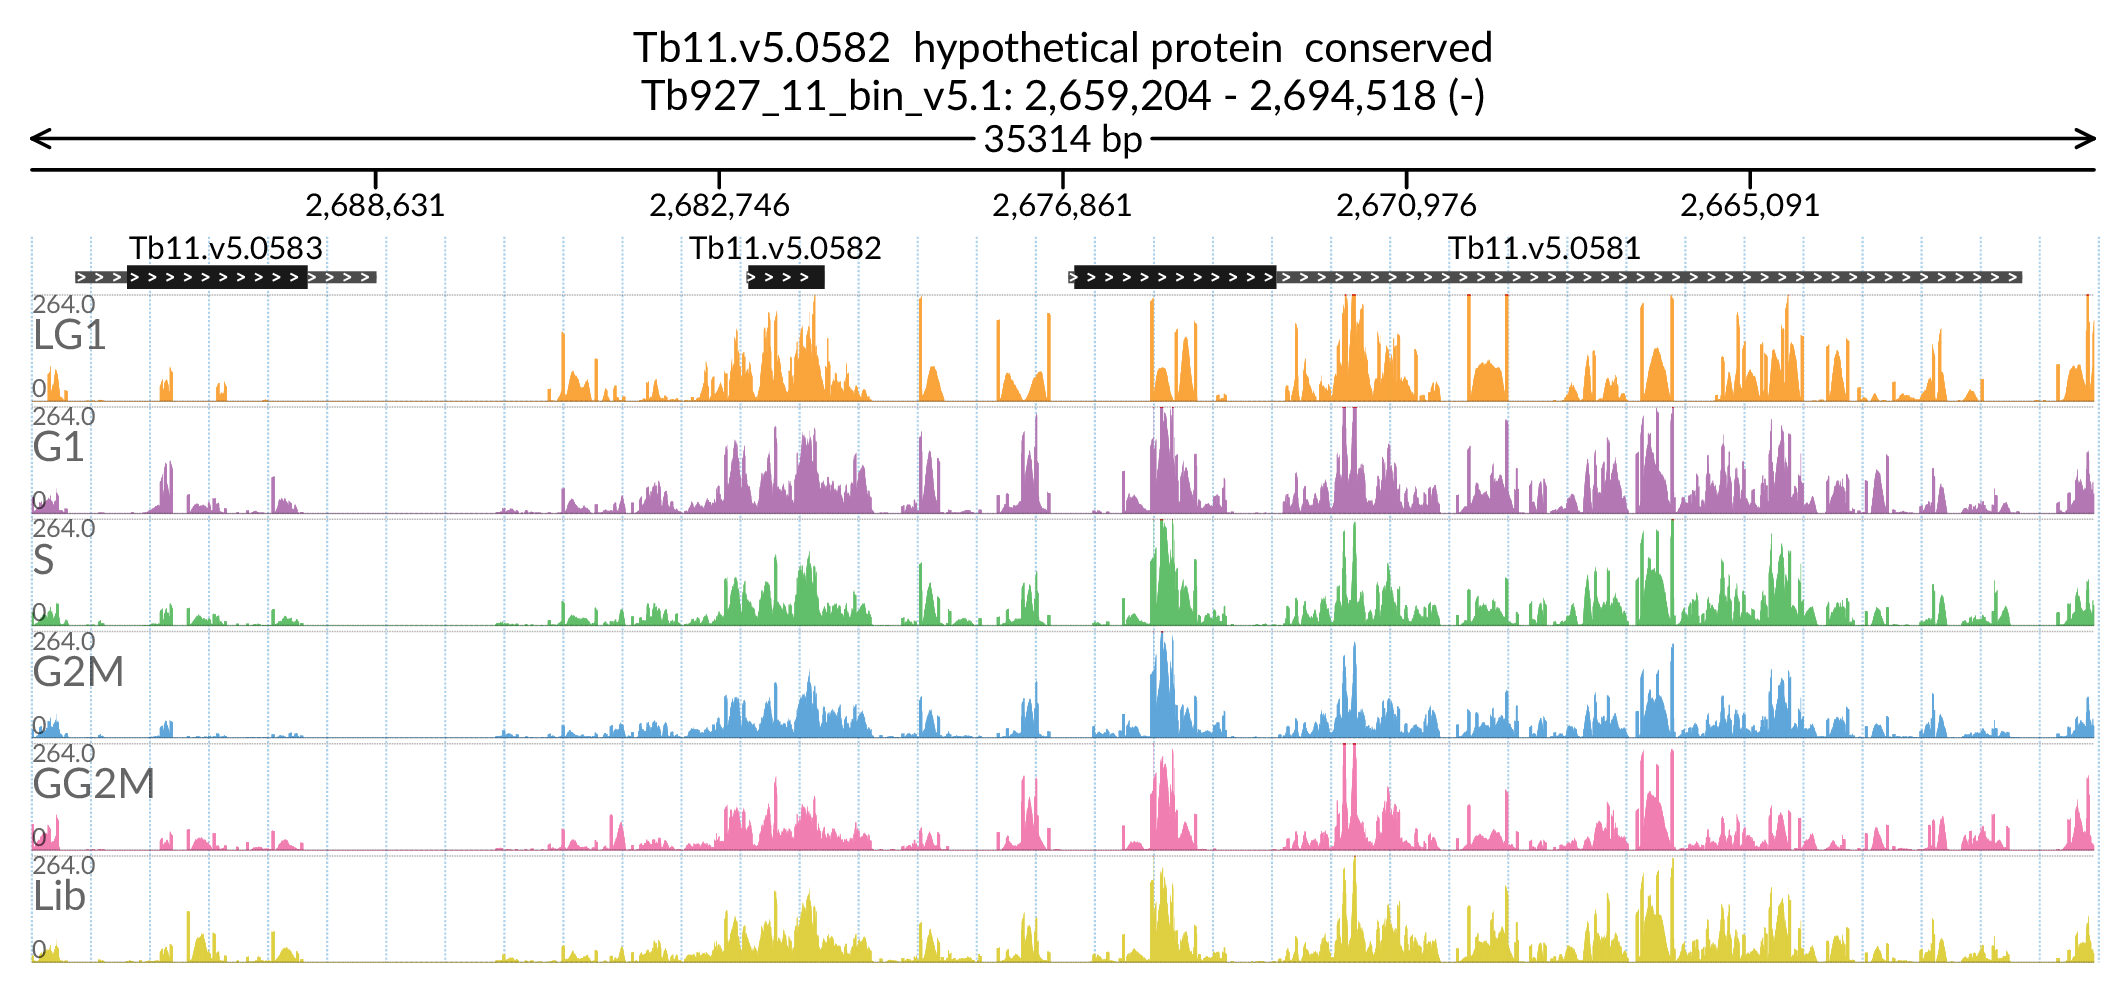 Tb11.v5.0582 hypothetical protein conserved
Tb927_11_bin_v5.1: 2,659,204 - 2,694,518 (-)
35314 bp
2,688,631 2,682,746 2,676,861 2,670,976 2,665,091
Tb11.v5.0583 Tb11.v5.0582 Tb11.v5.0581
264.0
LG1
0
264.0
G1
0
264.0
S
0
264.0
G2M
0
264.0
GG2M
0
264.0
Lib
0